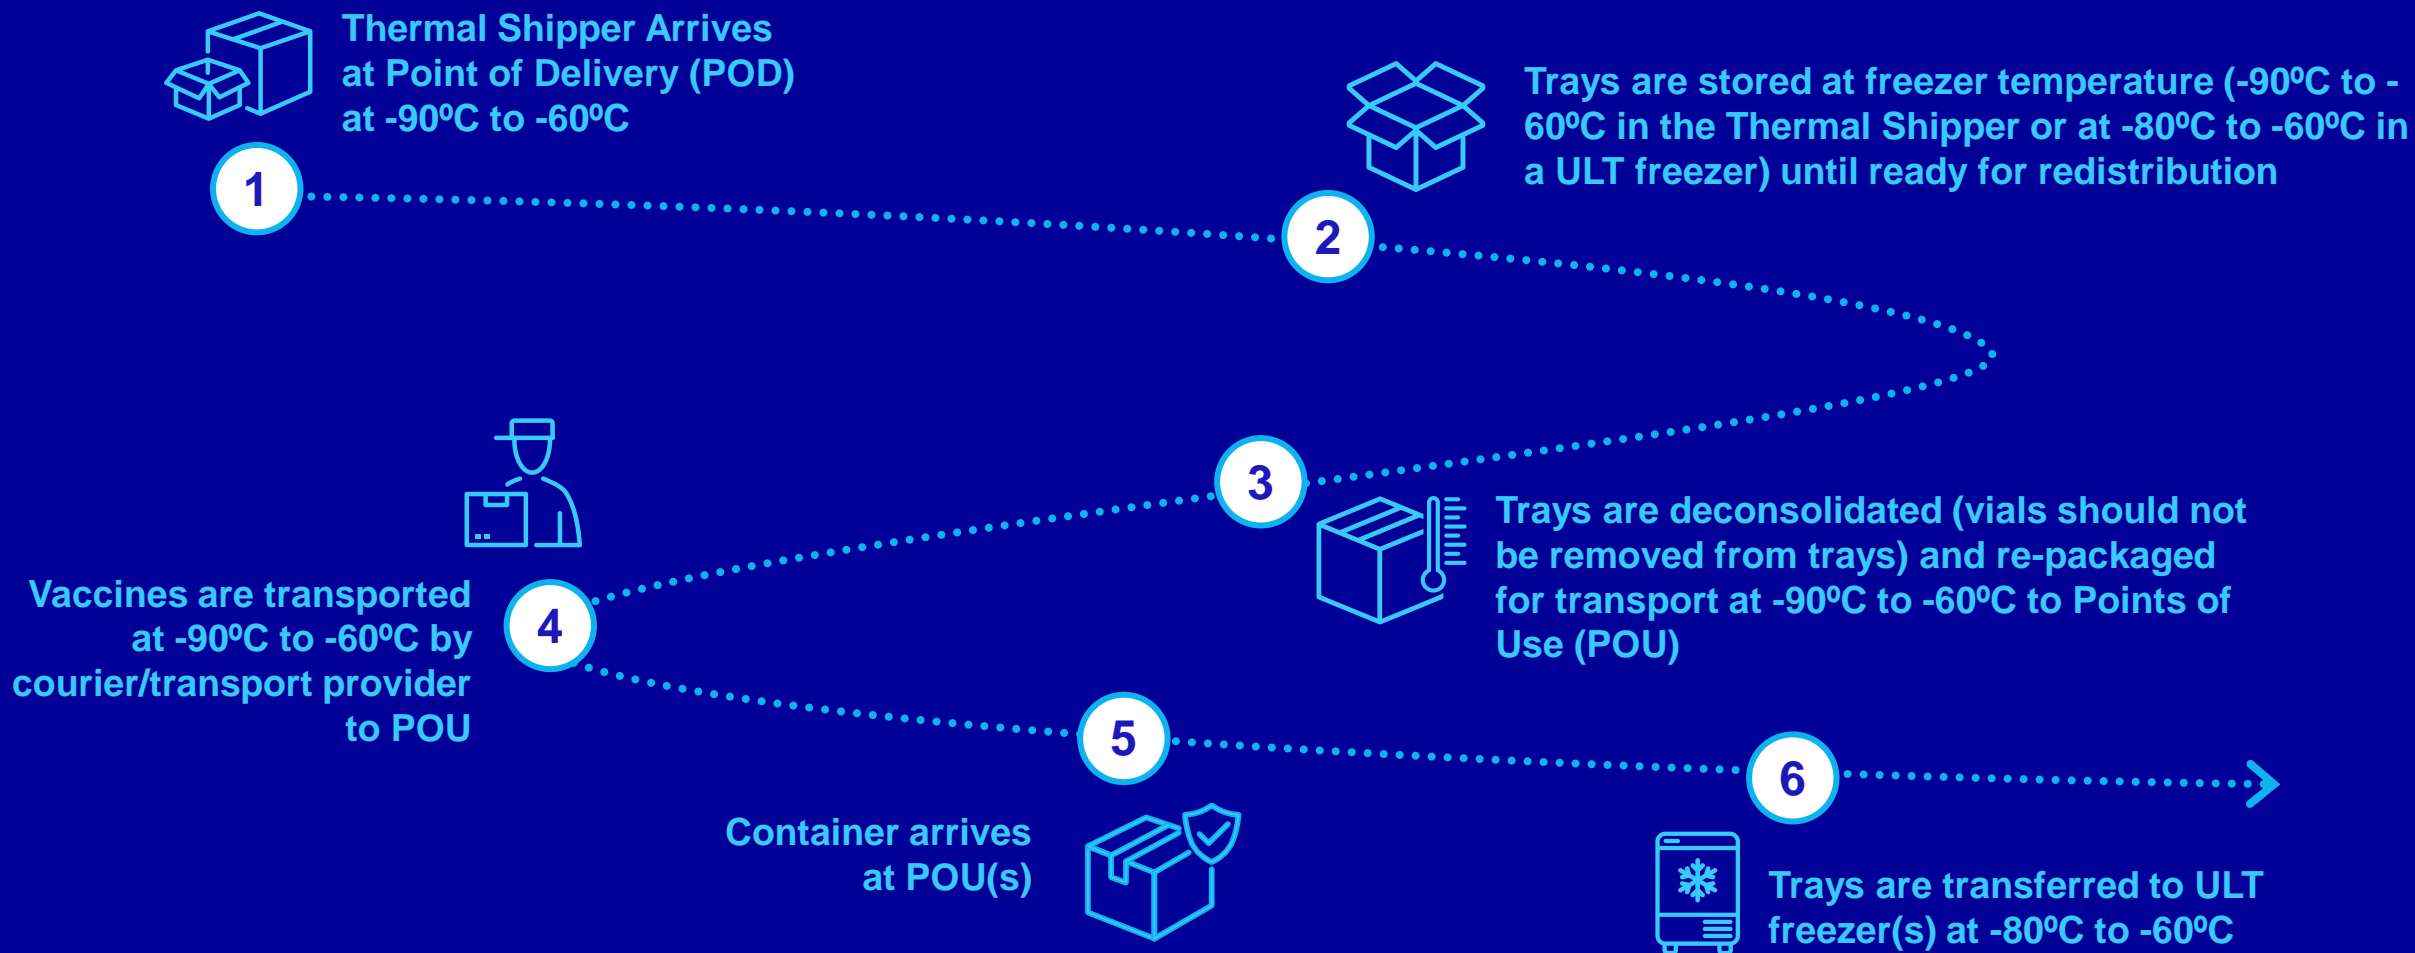 Thermal Shipper Arrives
at Point of Delivery (POD)
at -90ºC to -60ºC
1
Trays are stored at freezer temperature (-90ºC to -
60ºC in the Thermal Shipper or at -80ºC to -60ºC in
a ULT freezer) until ready for redistribution
2
3
Trays are deconsolidated (vials should not
be removed from trays) and re-packaged
for transport at -90ºC to -60ºC to Points of
Use (POU)
Vaccines are transported
at -90ºC to -60ºC by
courier/transport provider
to POU
4
5
Container arrives
at POU(s)
6
Trays are transferred to ULT
freezer(s) at -80ºC to -60ºC